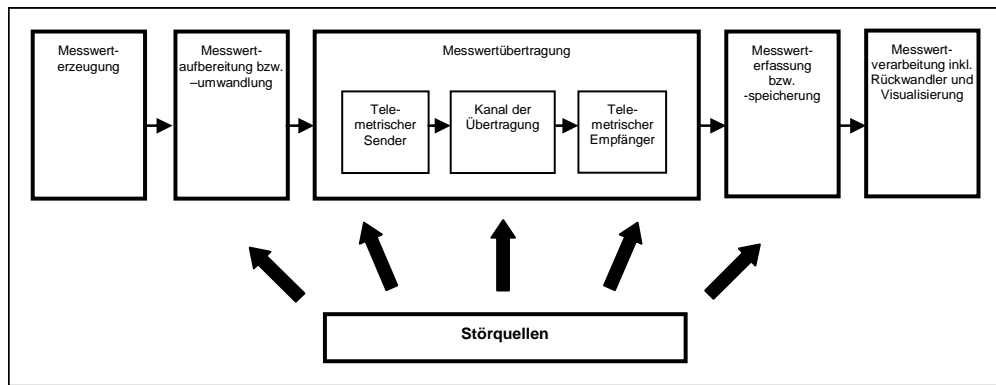 Messwert-
erzeugung
Messwert-
aufbereitung bzw.
–umwandlung
Messwertübertragung
Tele-
metrischer
Sender
Kanal der
Übertragung
Tele-
metrischer
Empfänger
Messwert-
erfassung
bzw.
-speicherung
Messwert-
verarbeitung inkl.
Rückwandler und
Visualisierung
Störquellen